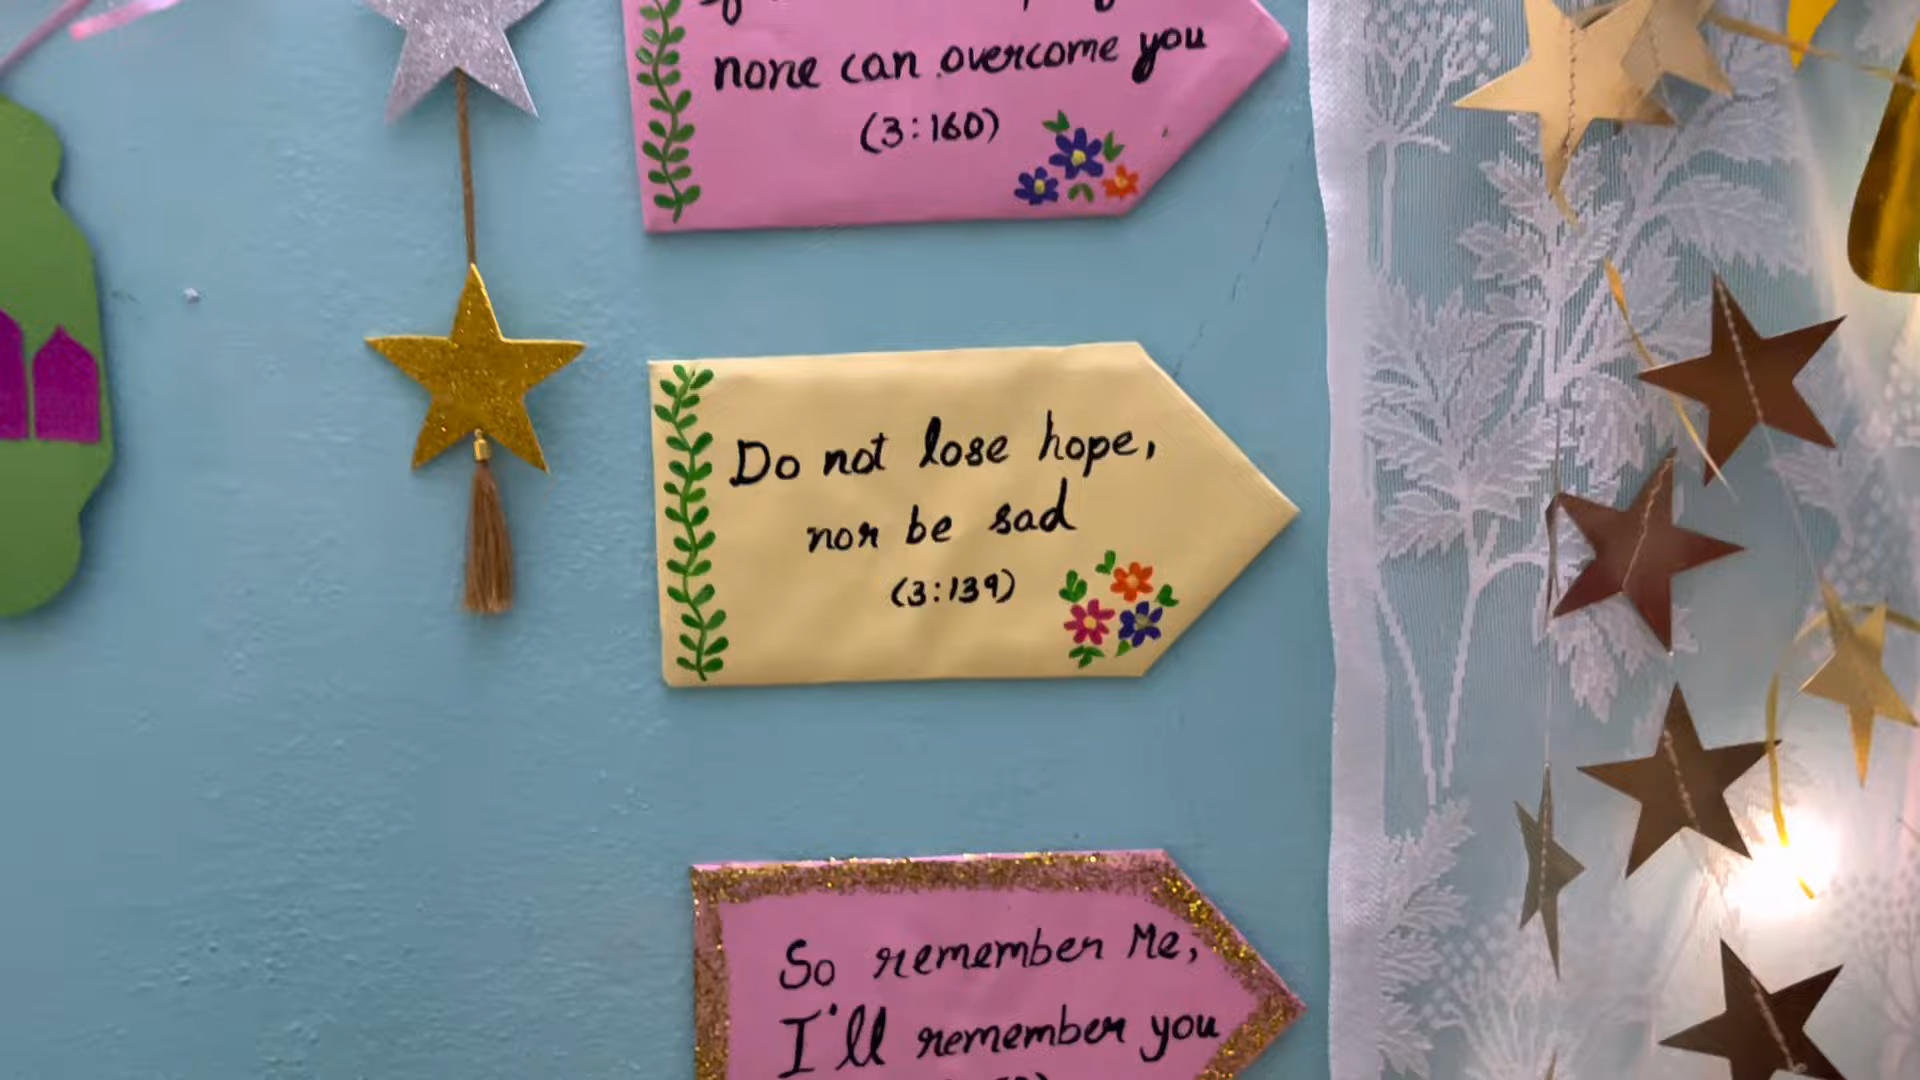 none can overcome you
(3:160)
Do not lose hope,
nor be sad
(3:139)
So remember Me,
I'll remember you